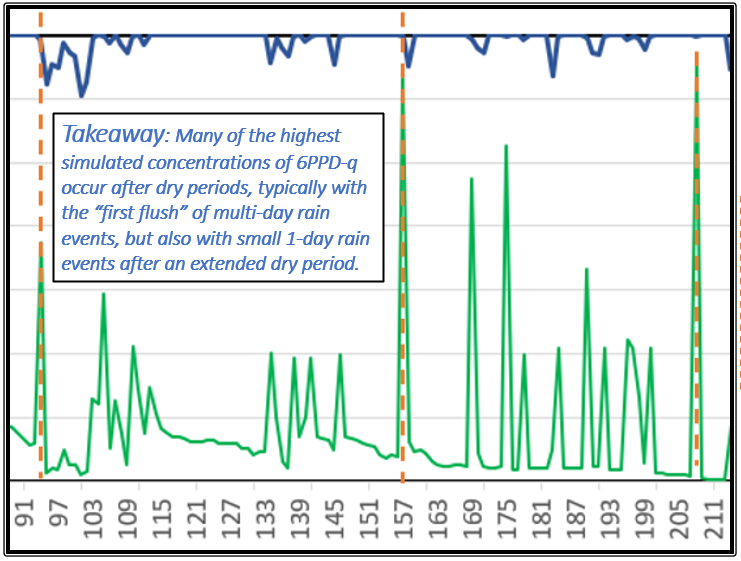 Takeaway: Many of the highest
simulated concentrations of 6PPD-q
occur after dry periods, typically with
the “first flush” of multi-day rain
events, but also with small 1-day rain
events after an extended dry period.
91 97 103 109 115 121 127 133 139 145 151 157 163 169 175 181 187 193 199 205 211